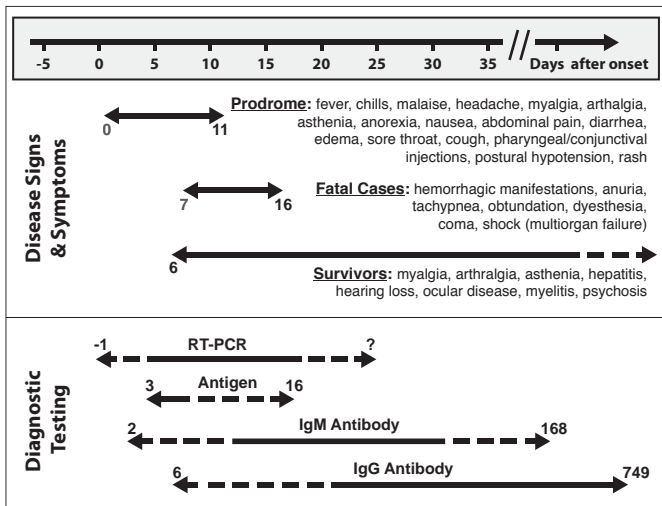 -5 0 5 10 15 20 25 30 35 // Days after onset
Disease Signs
& Symptoms
0 11
Prodrome: fever, chills, malaise, headache, myalgia, arthalgia,
asthenia, anorexia, nausea, abdominal pain, diarrhea,
edema, sore throat, cough, pharyngeal/conjunctival
injections, postural hypotension, rash
7 16
Fatal Cases: hemorrhagic manifestations, anuria,
tachypnea, obtundation, dyesthesia,
coma, shock (multiorgan failure)
6
Survivors: myalgia, arthralgia, asthenia, hepatitis,
hearing loss, ocular disease, myelitis, psychosis
Diagnostic
Testing
-1 RT-PCR ?
3 Antigen 16
2 IgM Antibody 168
6 IgG Antibody 749